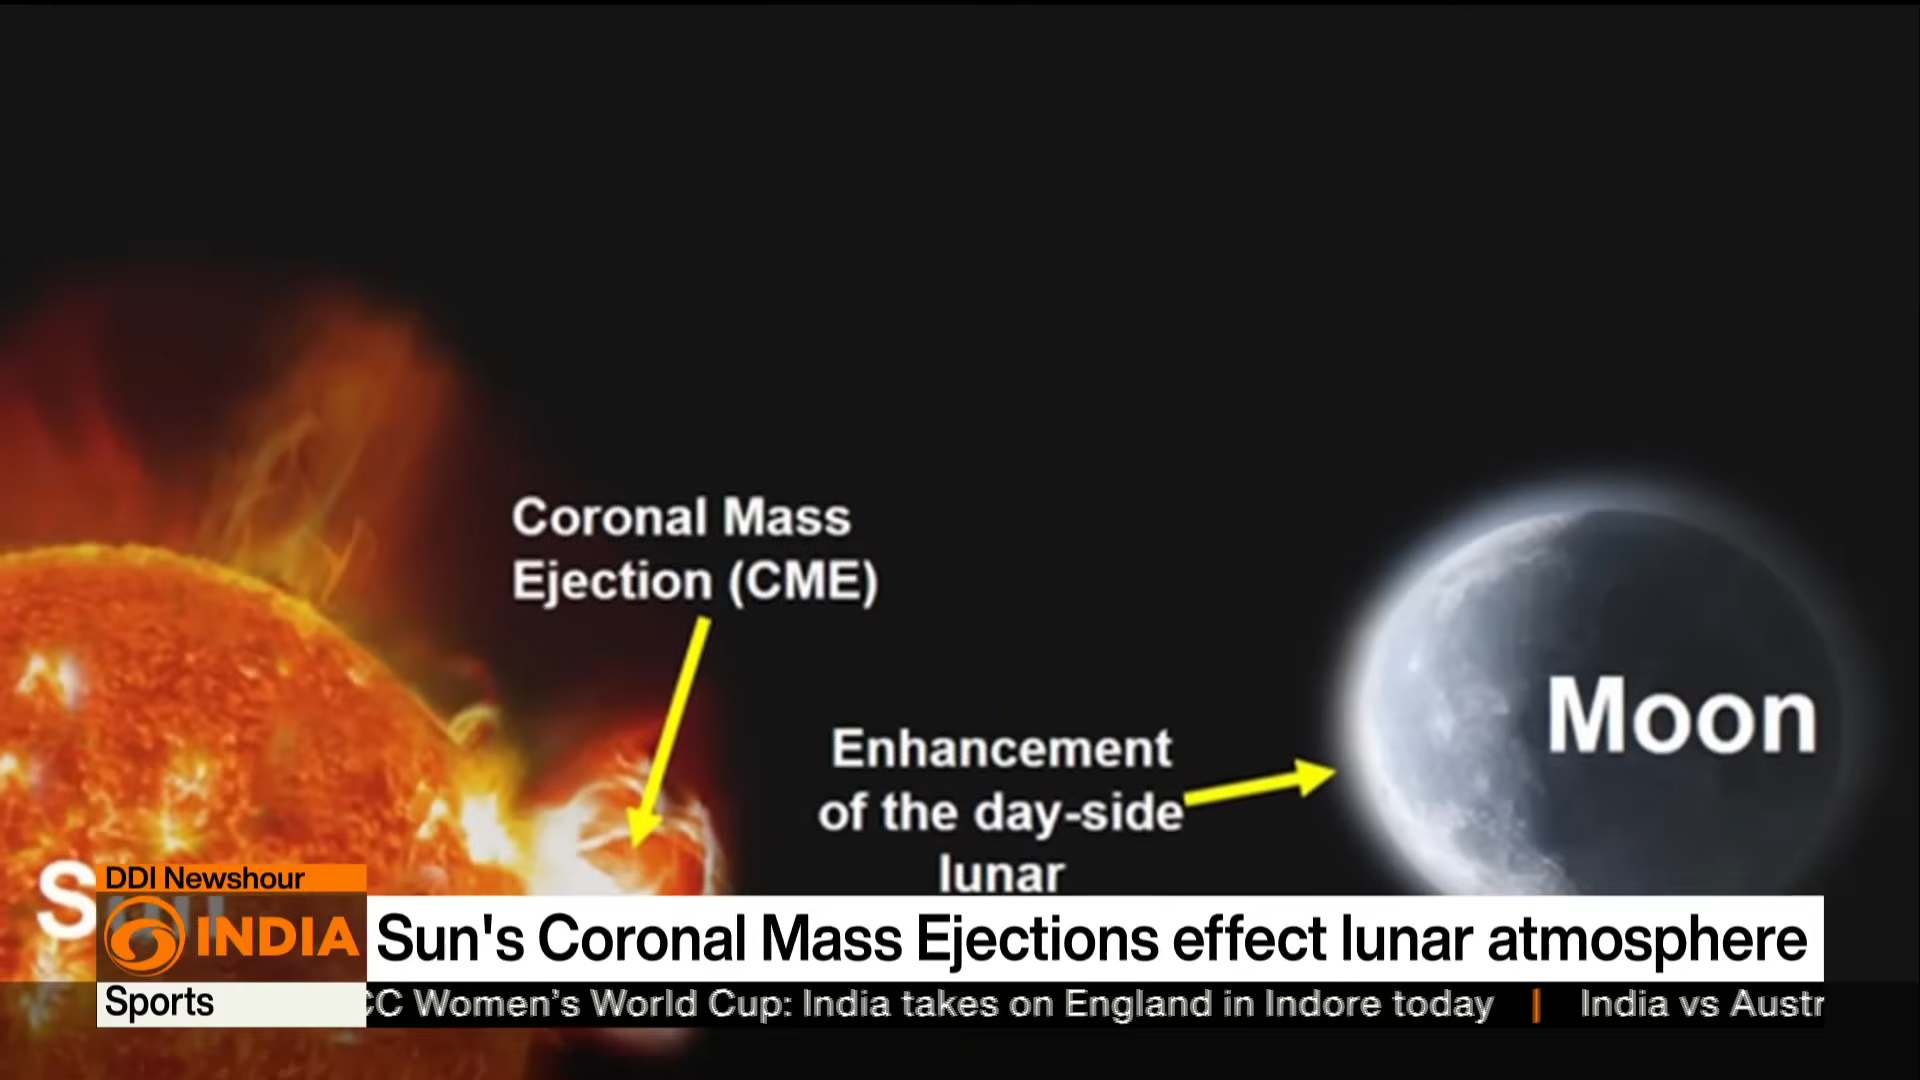 Coronal Mass
Ejection (CME)
Moon
Enhancement
of the day-side
lunar
DDI Newshour
INDIA
Sun's Coronal Mass Ejections effect lunar atmosphere
Sports
CC Women’s World Cup: India takes on England in Indore today | India vs Austr